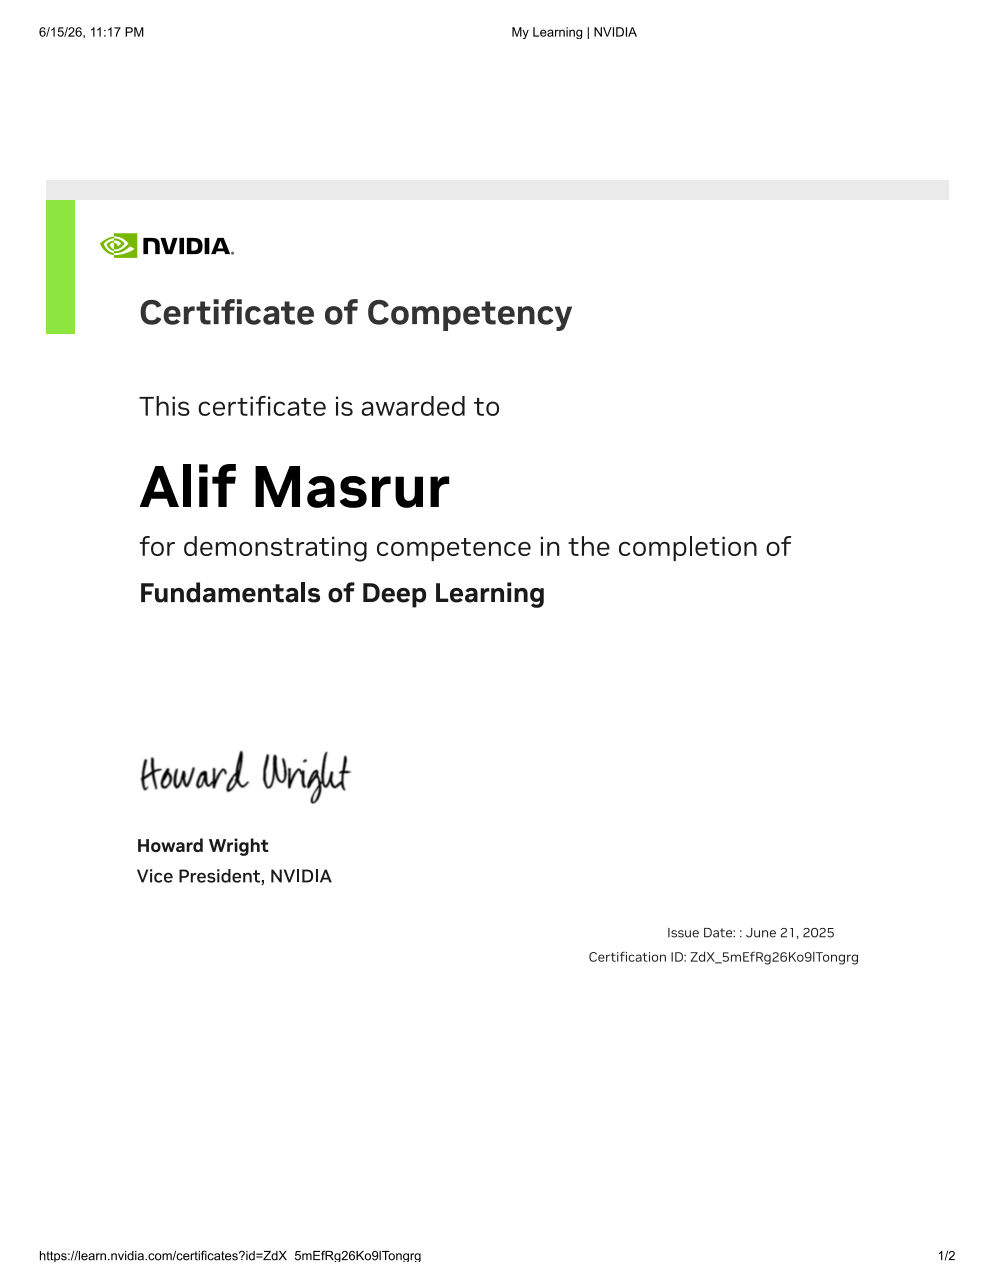 6/15/26, 11:17 PM
My Learning | NVIDIA
NVIDIA.
Certificate of Competency
This certificate is awarded to
Alif Masrur
for demonstrating competence in the completion of
Fundamentals of Deep Learning
Howard Wright
Howard Wright
Vice President, NVIDIA
Issue Date: : June 21, 2025
Certification ID: ZdX_5mEfRg26Ko9lTongrg
https://learn.nvidia.com/certificates?id=ZdX_5mEfRg26Ko9lTongrg
1/2